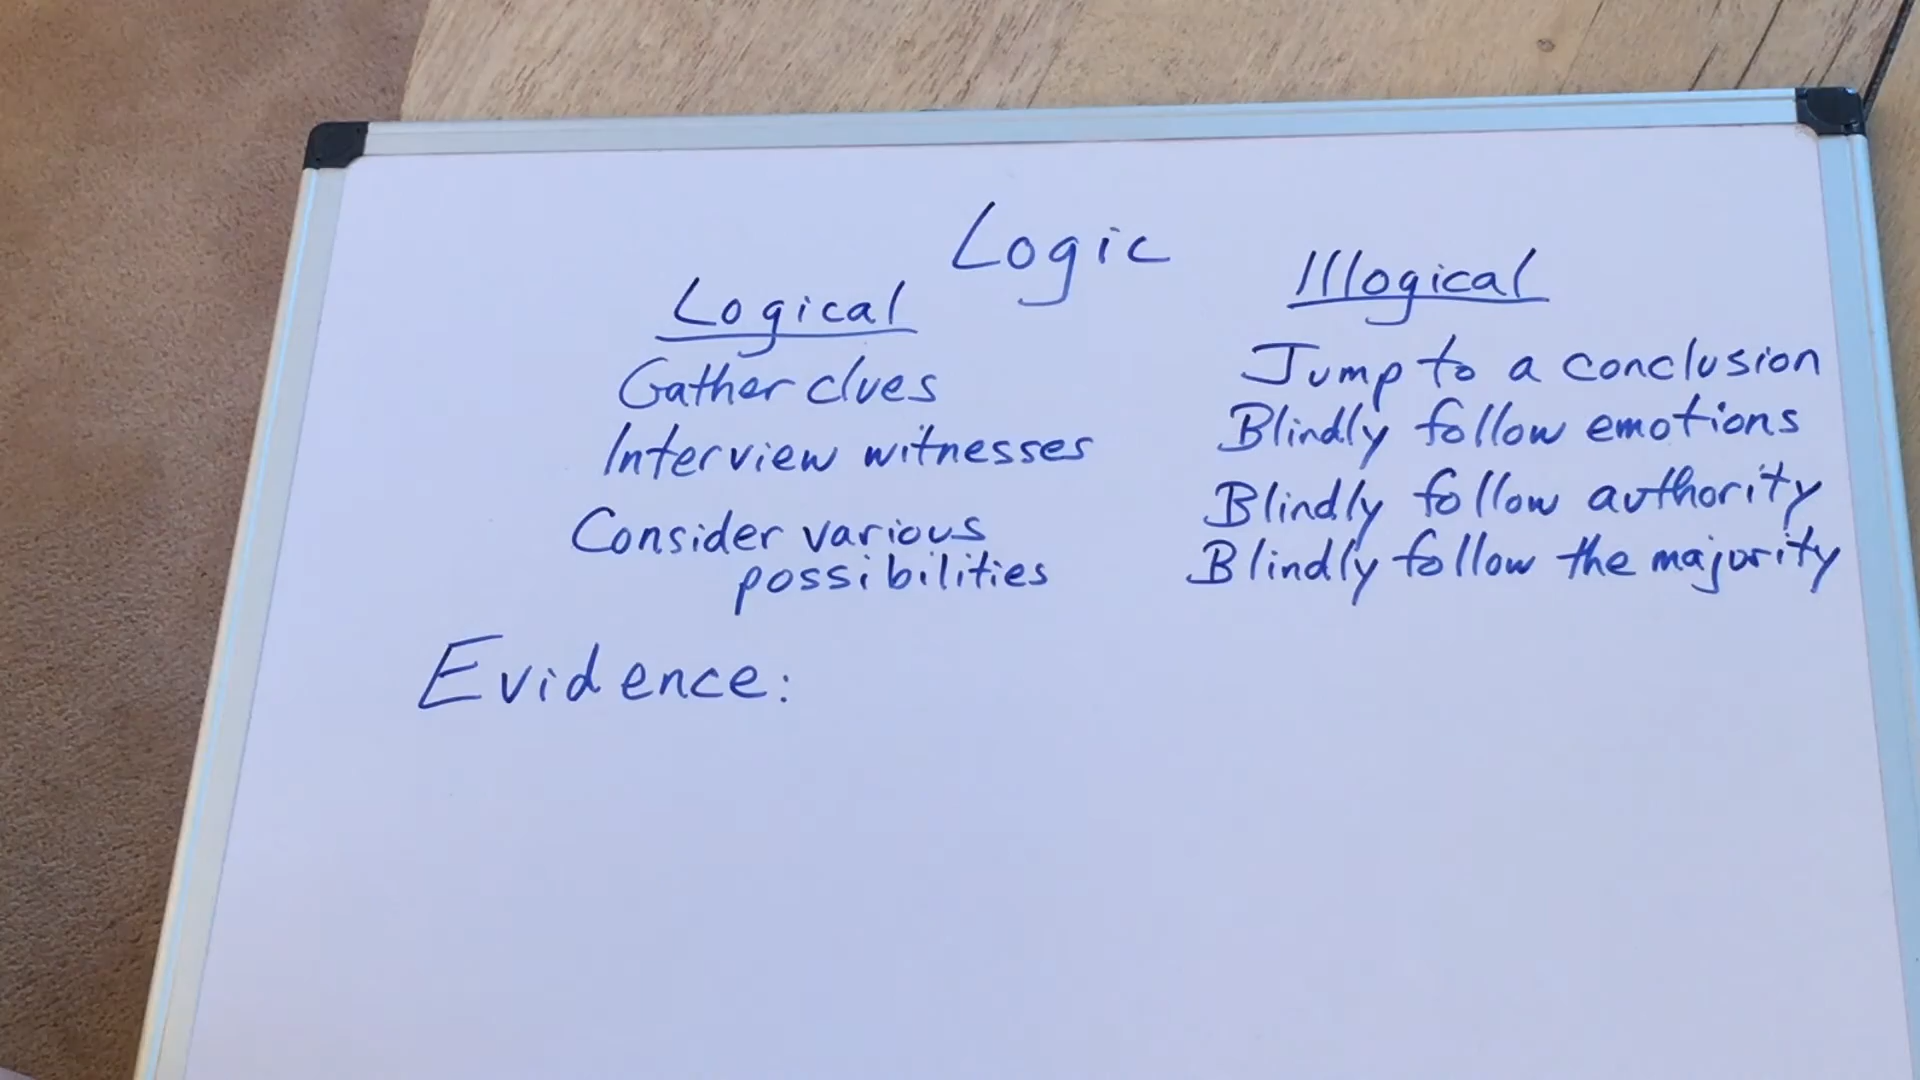 Logic
Logical
Gather clues
Interview witnesses
Consider various
possibilities
Illogical
Jump to a conclusion
Blindly follow emotions
Blindly follow authority
Blindly follow the majority
Evidence: